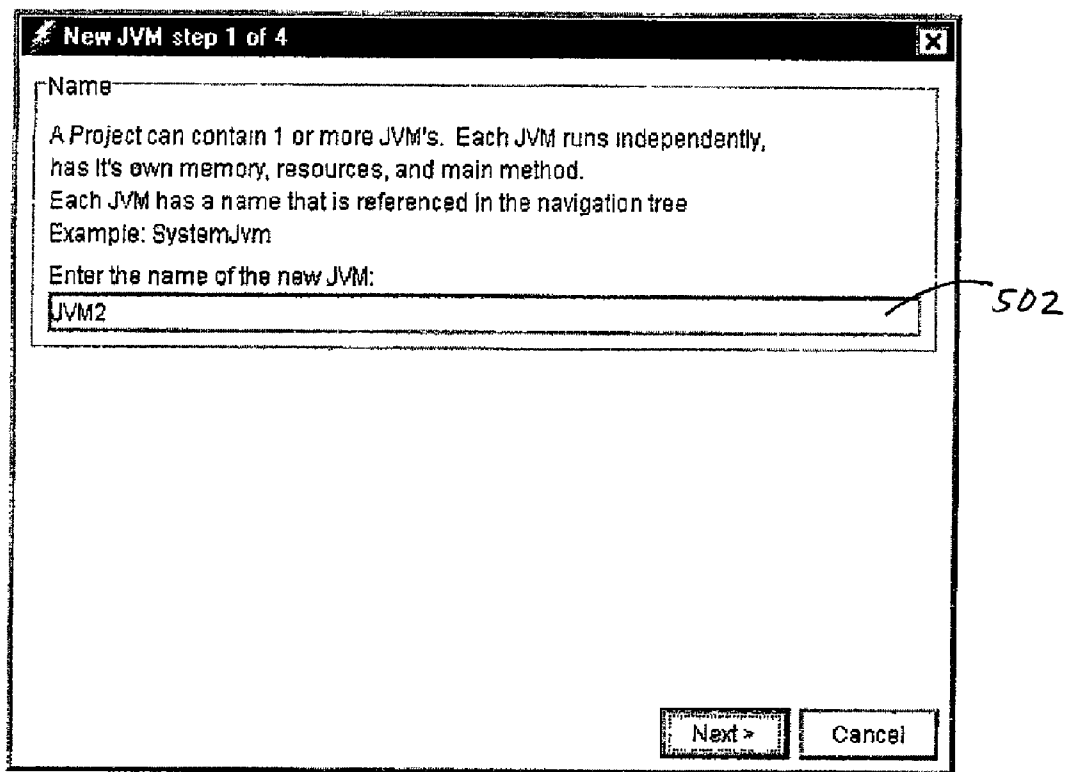 New JVM step 1 of 4
Name
A Project can contain 1 or more JVM's. Each JVM runs independently,
has it's own memory, resources, and main method.
Each JVM has a name that is referenced in the navigation tree
Example: SystemJvm
Enter the name of the new JVM:
JVM2
502
Next >
Cancel